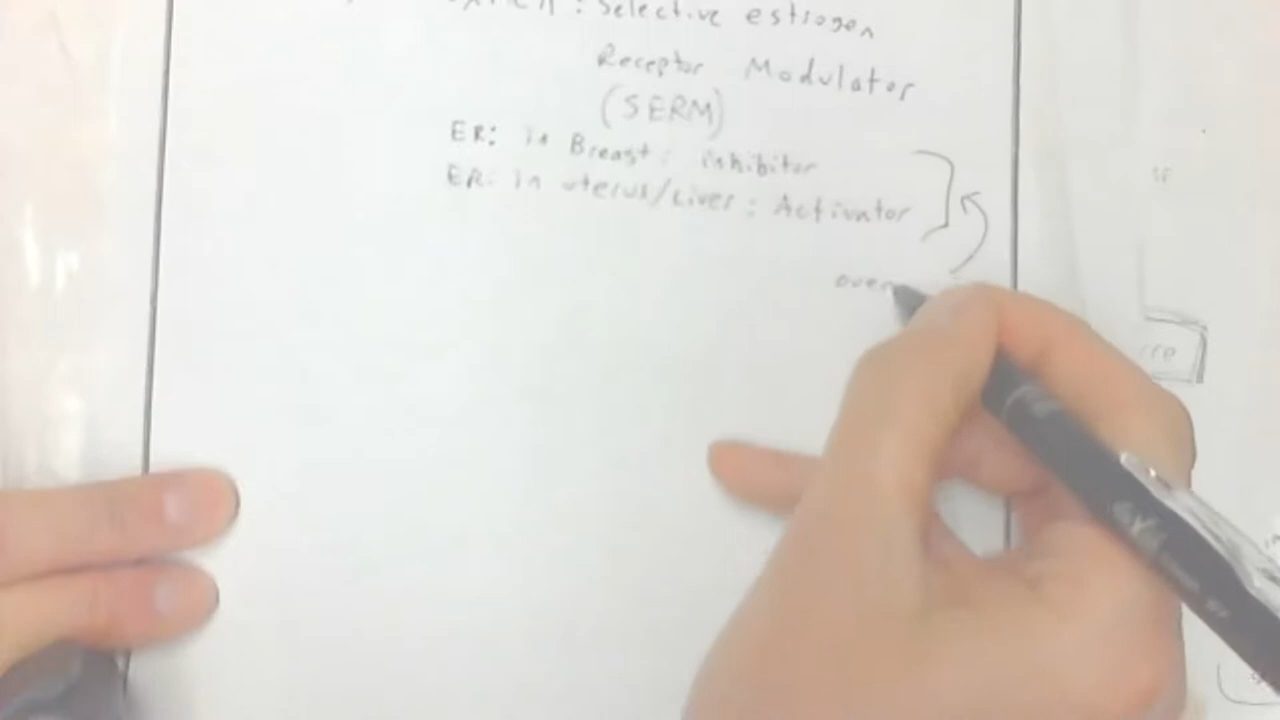 : Selective estrogen
Receptor Modulator
(SERM)
ER: in Breast: inhibitor
ER: in uterus/Liver: Activator
over